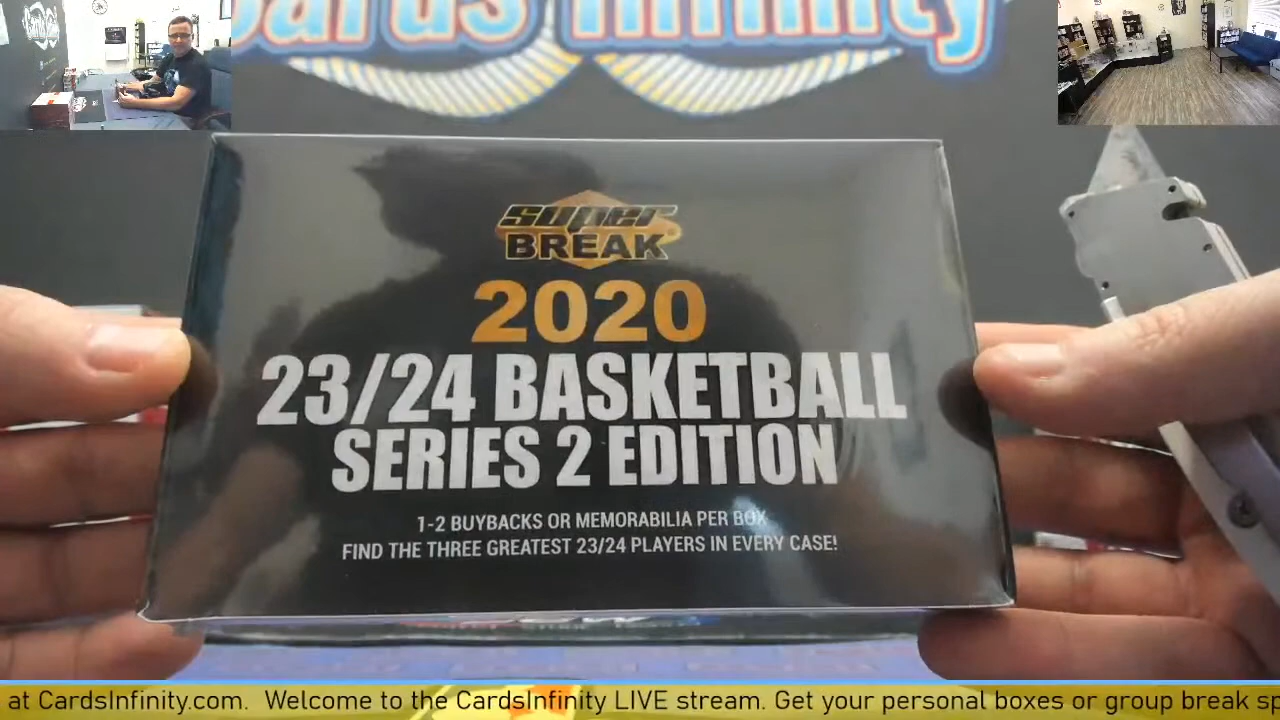 Cards Infinity
super
BREAK
2020
23/24 BASKETBALL
SERIES 2 EDITION
1-2 BUYBACKS OR MEMORABILIA PER BOX
FIND THE THREE GREATEST 23/24 PLAYERS IN EVERY CASE!
at CardsInfinity.com. Welcome to the CardsInfinity LIVE stream. Get your personal boxes or group break sp